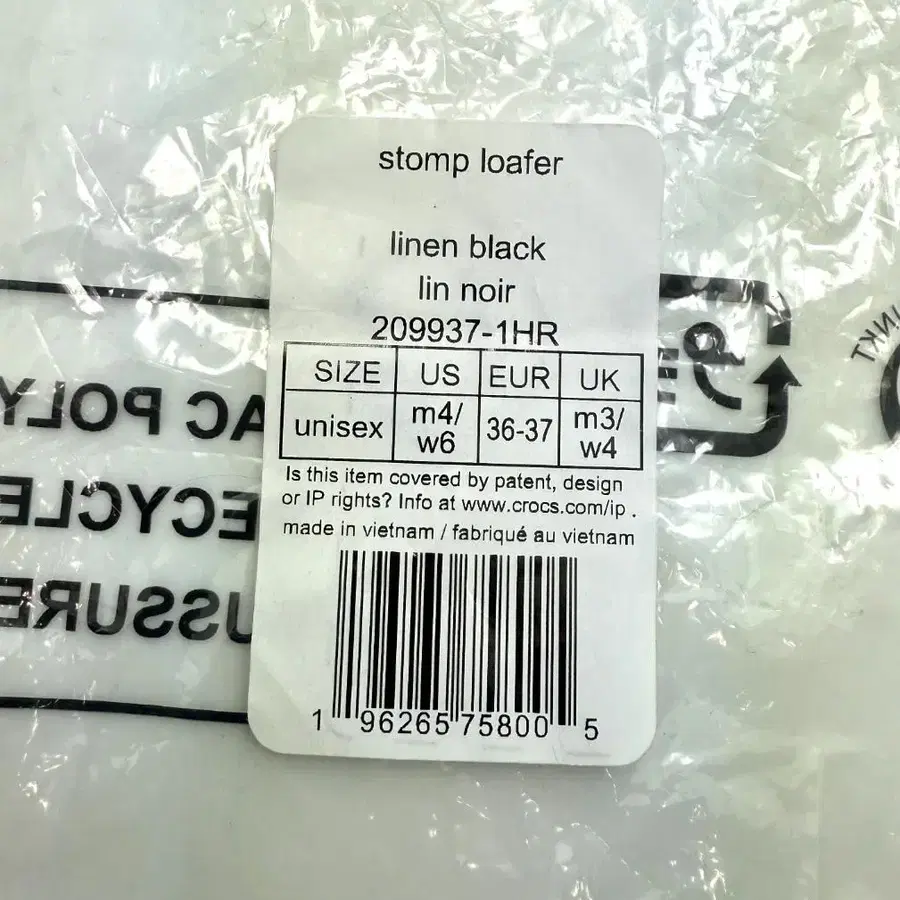 stomp loafer
linen black
lin noir
209937-1HR
SIZE US EUR UK
unisex m4/ w6 36-37 m3/ w4
Is this item covered by patent, design
or IP rights? Info at www.crocs.com/ip .
made in vietnam / fabriqué au vietnam
1 96265 75800 5
AC POLY
ECYCLE
USSURE